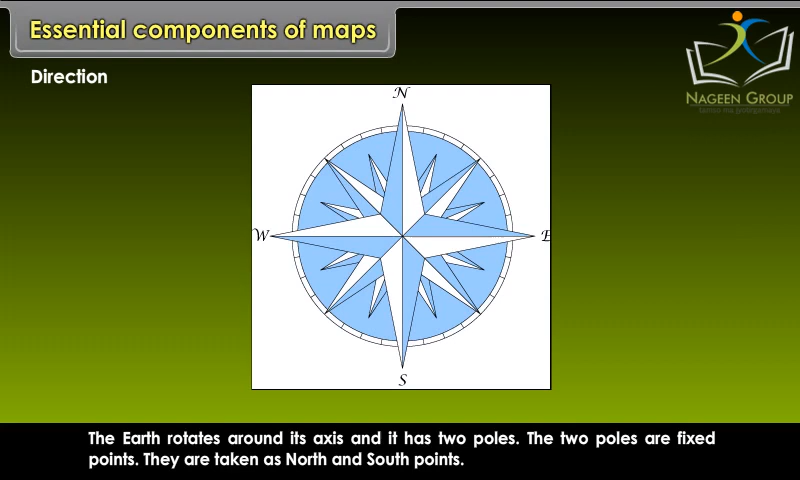 Essential components of maps
NAGEEN GROUP
Direction
N
W
E
S
The Earth rotates around its axis and it has two poles. The two poles are fixed
points. They are taken as North and South points.